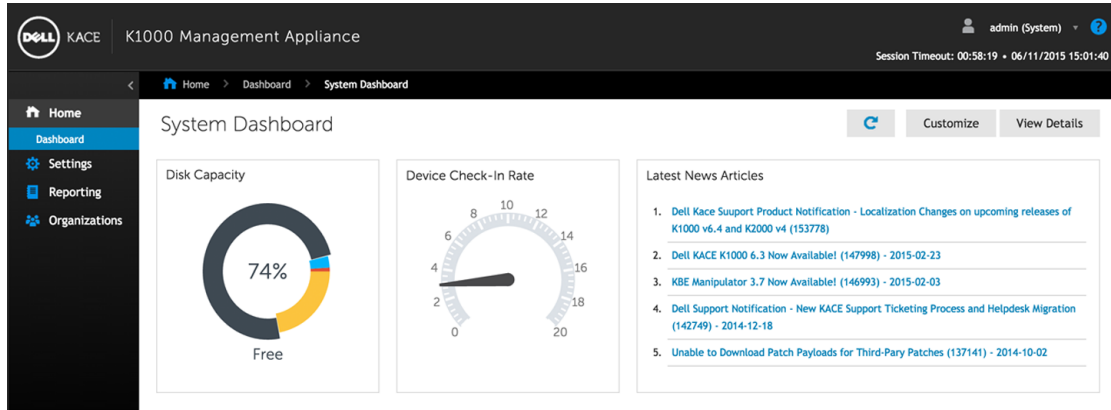 DELL KACE K1000 Management Appliance
admin (System) ?
Session Timeout: 00:58:19 • 06/11/2015 15:01:40
Home > Dashboard > System Dashboard
Home
Dashboard
Settings
Reporting
Organizations
System Dashboard
Customize
View Details
Disk Capacity
74%
Free
Device Check-In Rate
0
2
4
6
8
10
12
14
16
18
20
Latest News Articles
1. Dell Kace Suuport Product Notification - Localization Changes on upcoming releases of
K1000 v6.4 and K2000 v4 (153778)
2. Dell KACE K1000 6.3 Now Available! (147998) - 2015-02-23
3. KBE Manipulator 3.7 Now Available! (146993) - 2015-02-03
4. Dell Support Notification - New KACE Support Ticketing Process and Helpdesk Migration
(142749) - 2014-12-18
5. Unable to Download Patch Payloads for Third-Pary Patches (137141) - 2014-10-02